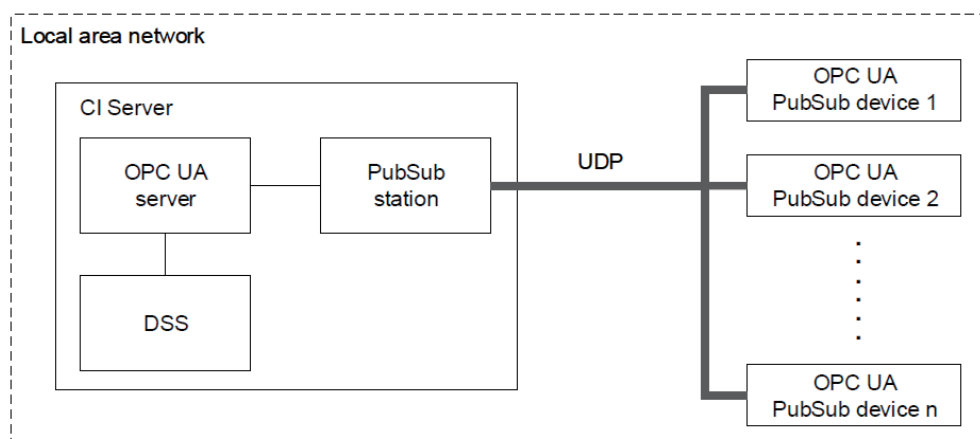 Local area network
CI Server
OPC UA
server
PubSub
station
DSS
UDP
OPC UA
PubSub device 1
OPC UA
PubSub device 2
OPC UA
PubSub device n